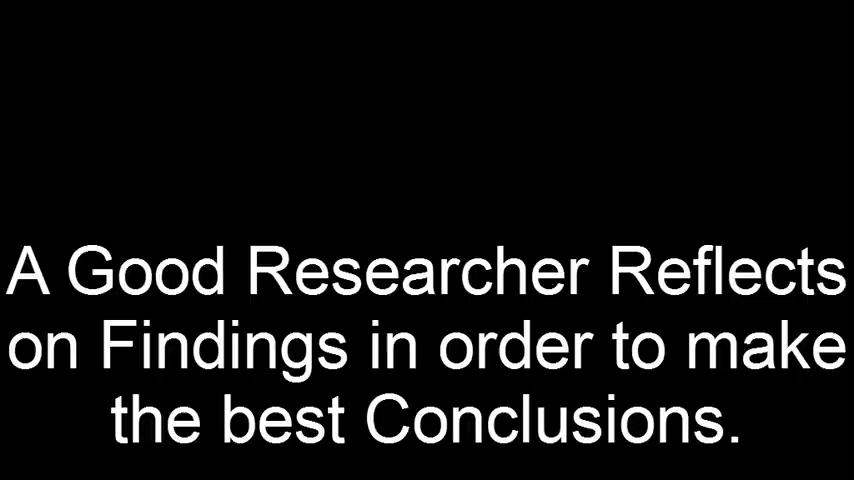 A Good Researcher Reflects
on Findings in order to make
the best Conclusions.